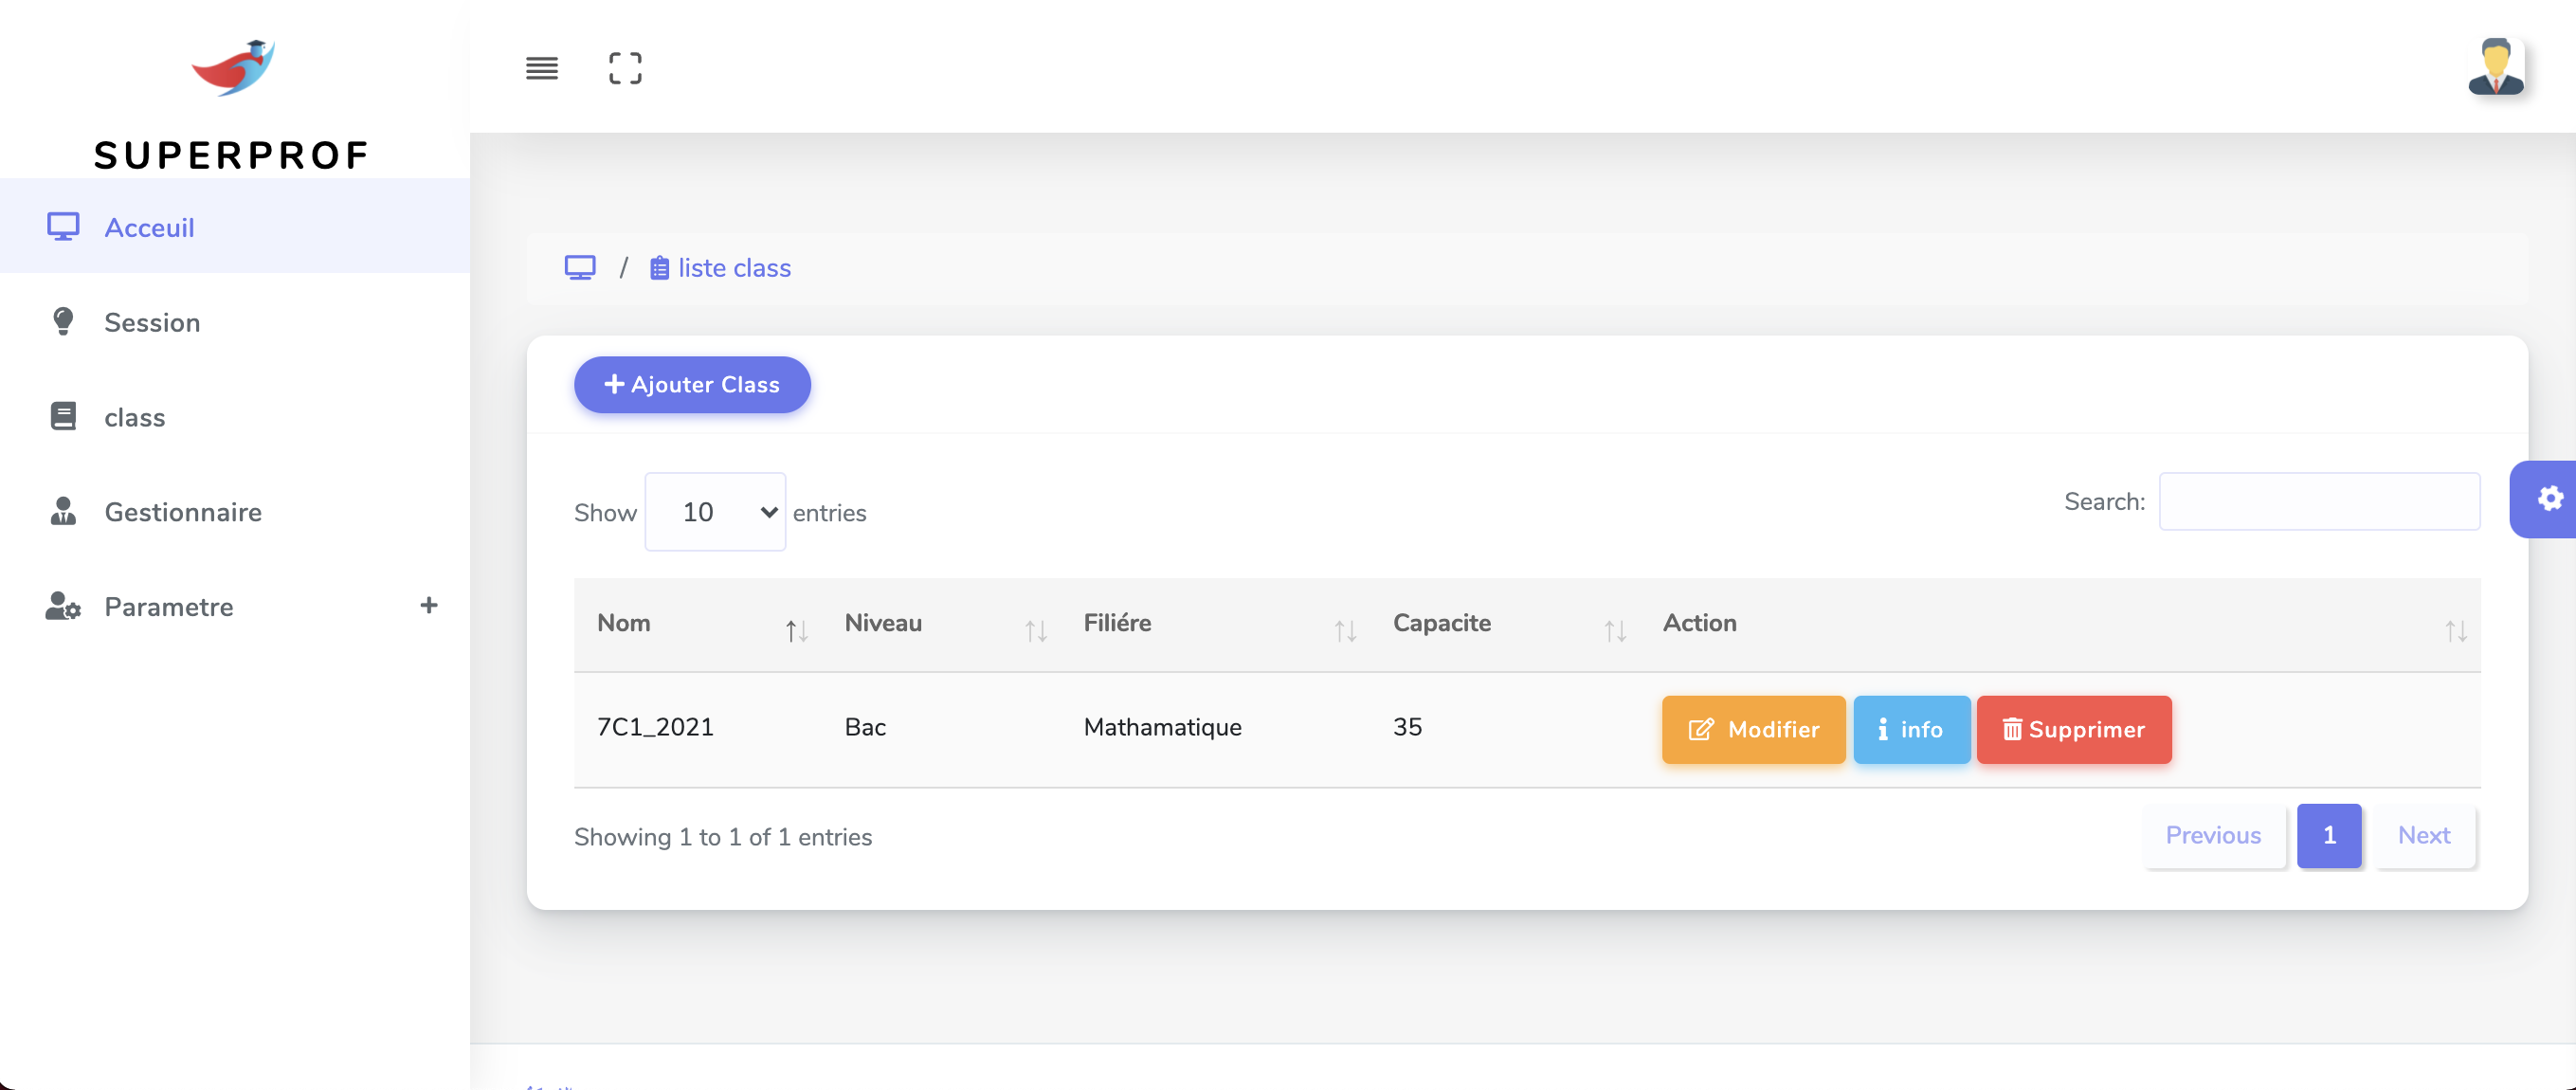 SUPERPROF
Acceuil
Session
class
Gestionnaire
Parametre +
/ liste class
+ Ajouter Class
Show 10 entries
Search:
Nom Niveau Filiére Capacite Action
7C1_2021 Bac Mathamatique 35 Modifier info Supprimer
Showing 1 to 1 of 1 entries
Previous 1 Next